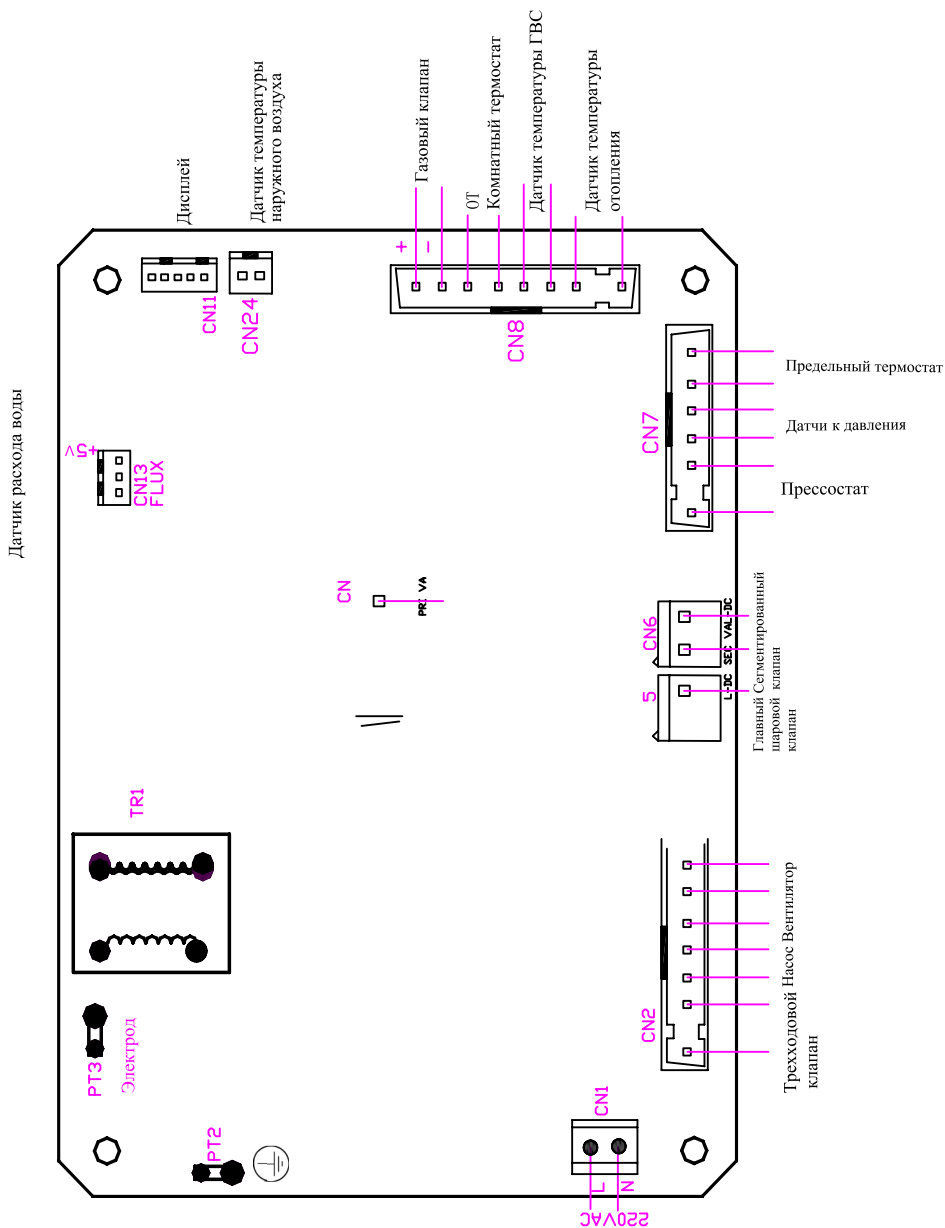 Датчик расхода воды
Дисплей
Датчик температуры
наружного воздуха
Газовый клапан
ОТ
Комнатный термостат
Датчик температуры ГВС
Датчик температуры
отопления
CN11
CN24
+
-
CN8
+5V
CN13
FLUX
CN7
Предельный термостат
Датчи к давления
Прессостат
CN
PRI VA
CN6
5
L-DC SEC VAL-DC
Главный Сегментированный
шаровой клапан
клапан
TR1
PT3
Электрод
PT2
CN2
Трехходовой Насос Вентилятор
клапан
CN1
L
N
220VAC